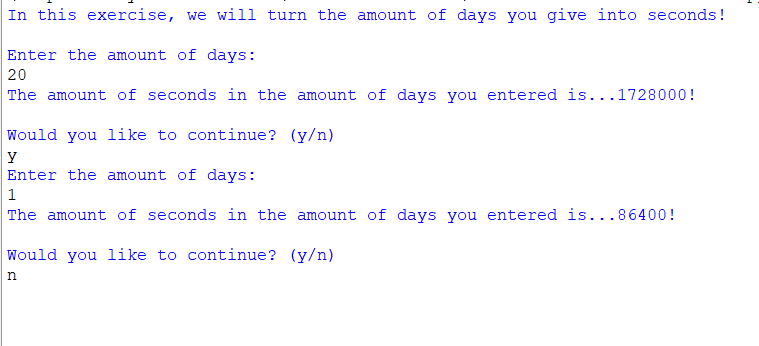 In this exercise, we will turn the amount of days you give into seconds!
Enter the amount of days:
20
The amount of seconds in the amount of days you entered is...1728000!
Would you like to continue? (y/n)
y
Enter the amount of days:
1
The amount of seconds in the amount of days you entered is...86400!
Would you like to continue? (y/n)
n